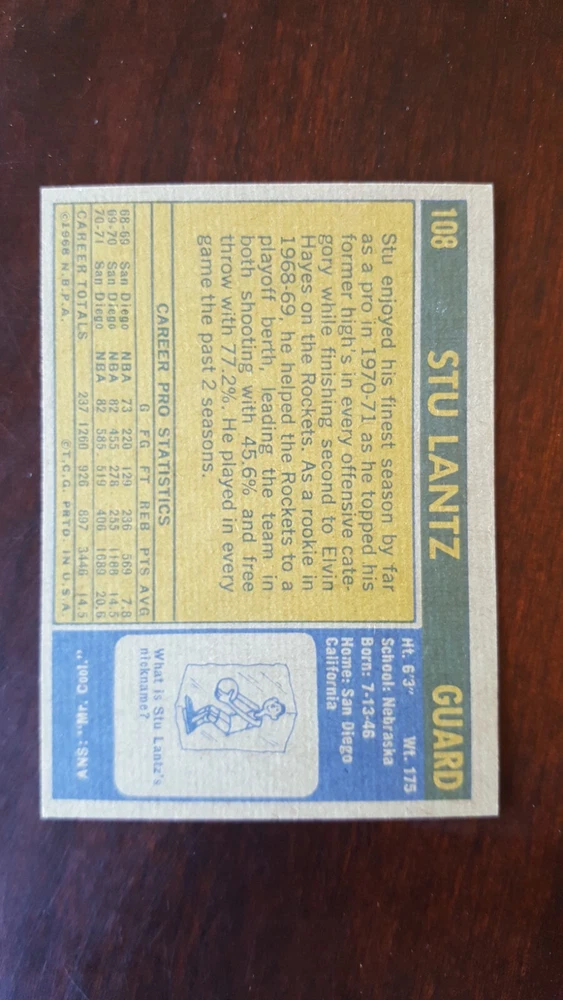 108 STU LANTZ GUARD
Stu enjoyed his finest season by far
as a pro in 1970-71 as he topped his
former high's in every offensive cate-
gory while finishing second to Elvin
Hayes on the Rockets. As a rookie in
1968-69, he helped the Rockets to a
playoff berth, leading the team in
both shooting with 45.6% and free
throw with 77.2%. He played in every
game the past 2 seasons.
CAREER PRO STATISTICS
G FG FT REB PTS AVG
68-69 San Diego NBA 73 220 129 236 569 7.8
69-70 San Diego NBA 82 455 278 255 1188 14.5
70-71 San Diego NBA 82 585 519 406 1689 20.6
CAREER TOTALS 237 1260 926 897 3446 14.5
©1968 N.B.P.A. ©T.C.G. PRTD. IN U.S.A.
Ht. 6'3" Wt. 175
School: Nebraska
Born: 7-13-46
Home: San Diego
California
What is Stu Lantz's
nickname?
ANS: "Mr. Cool."